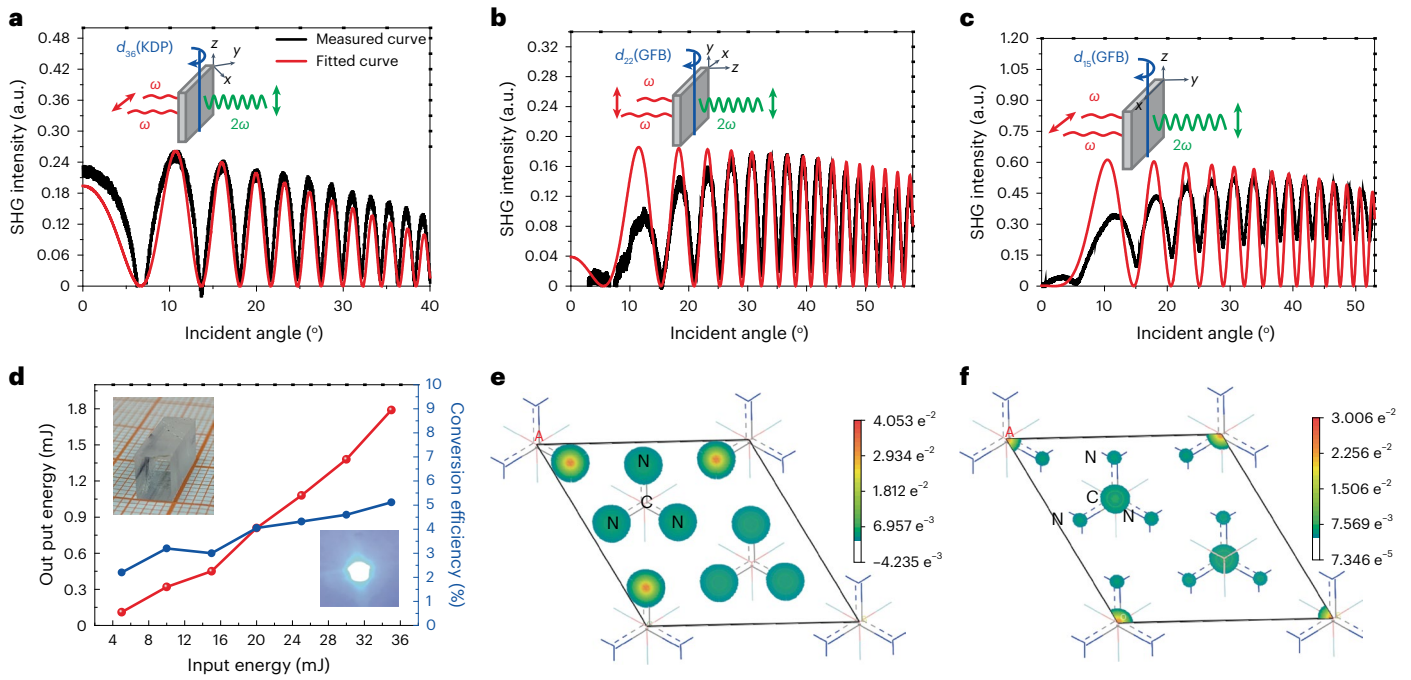 a
0.48
0.42
0.36
0.30
0.24
0.18
0.12
0.06
0
SHG intensity (a.u.)
d36(KDP)
z
y
x
ω
ω
2ω
Measured curve
Fitted curve
0
10
20
30
40
Incident angle (°)
b
0.32
0.28
0.24
0.20
0.16
0.12
0.08
0.04
0
SHG intensity (a.u.)
d22(GFB)
y
x
z
ω
ω
2ω
0
10
20
30
40
50
Incident angle (°)
c
1.20
1.05
0.90
0.75
0.60
0.45
0.30
0.15
0
SHG intensity (a.u.)
d15(GFB)
z
y
x
ω
ω
2ω
0
10
20
30
40
50
Incident angle (°)
d
1.8
1.5
1.2
0.9
0.6
0.3
0
Out put energy (mJ)
10
9
8
7
6
5
4
3
2
1
0
Conversion efficiency (%)
4
8
12
16
20
24
28
32
36
Input energy (mJ)
e
A
N
C
N
N
4.053 e−2
2.934 e−2
1.812 e−2
6.957 e−3
−4.235 e−3
f
A
N
C
N
N
3.006 e−2
2.256 e−2
1.506 e−2
7.569 e−3
7.346 e−5